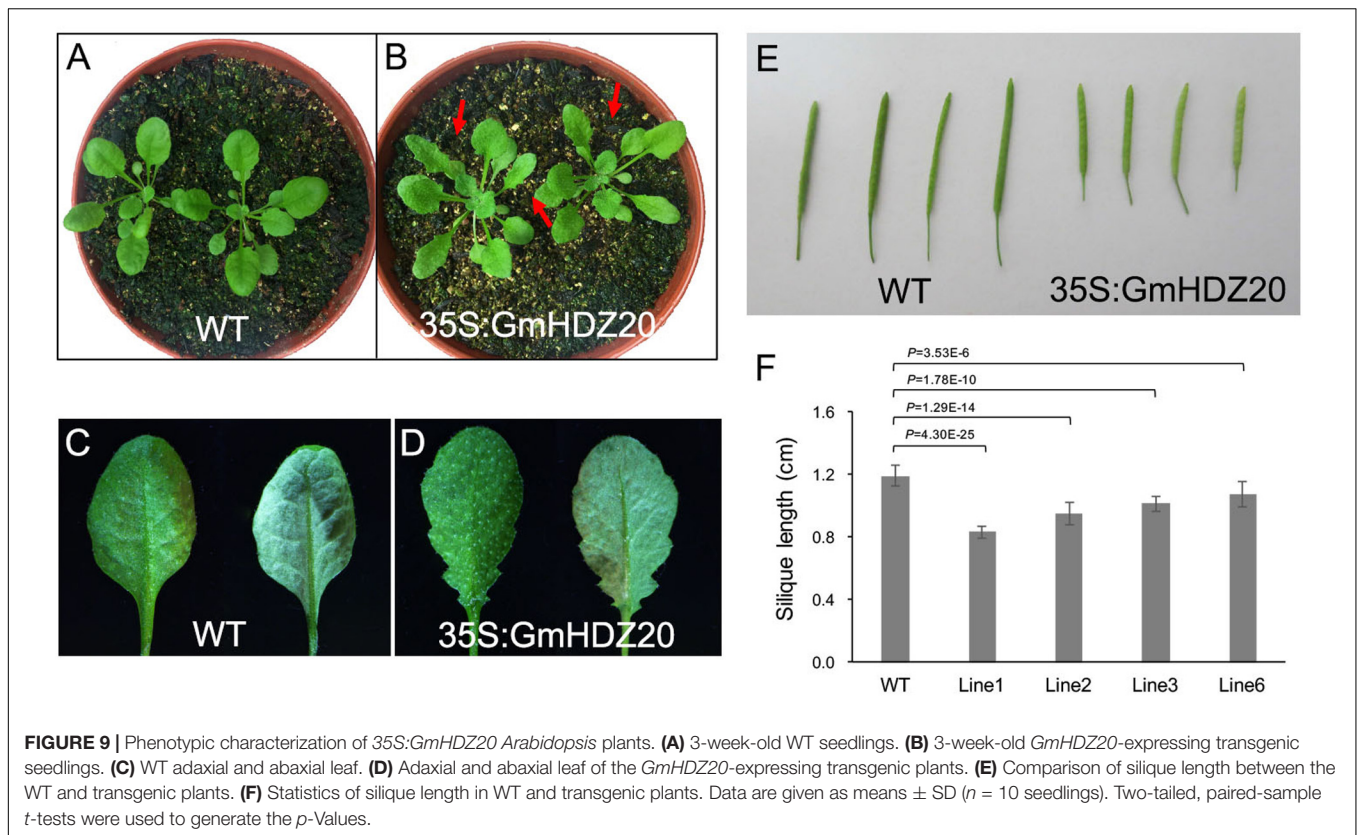 A
B
WT
35S:GmHDZ20
C
D
WT
35S:GmHDZ20
E
WT
35S:GmHDZ20
F
P=3.53E-6
P=1.78E-10
P=1.29E-14
P=4.30E-25
Silique length (cm)
1.6
1.2
0.8
0.4
0.0
WT Line1 Line2 Line3 Line6
FIGURE 9 | Phenotypic characterization of 35S:GmHDZ20 Arabidopsis plants. (A) 3-week-old WT seedlings. (B) 3-week-old GmHDZ20-expressing transgenic
seedlings. (C) WT adaxial and abaxial leaf. (D) Adaxial and abaxial leaf of the GmHDZ20-expressing transgenic plants. (E) Comparison of silique length between the
WT and transgenic plants. (F) Statistics of silique length in WT and transgenic plants. Data are given as means ± SD (n = 10 seedlings). Two-tailed, paired-sample
t-tests were used to generate the p-Values.